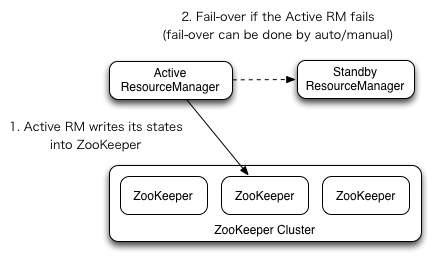 2. Fail-over if the Active RM fails
(fail-over can be done by auto/manual)
Active
ResourceManager
Standby
ResourceManager
1. Active RM writes its states
into ZooKeeper
ZooKeeper
ZooKeeper
ZooKeeper
ZooKeeper Cluster